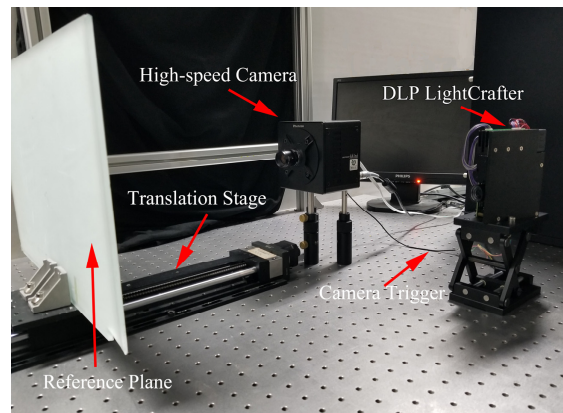 High-speed Camera
DLP LightCrafter
Translation Stage
PHILIPS
Camera Trigger
Reference Plane